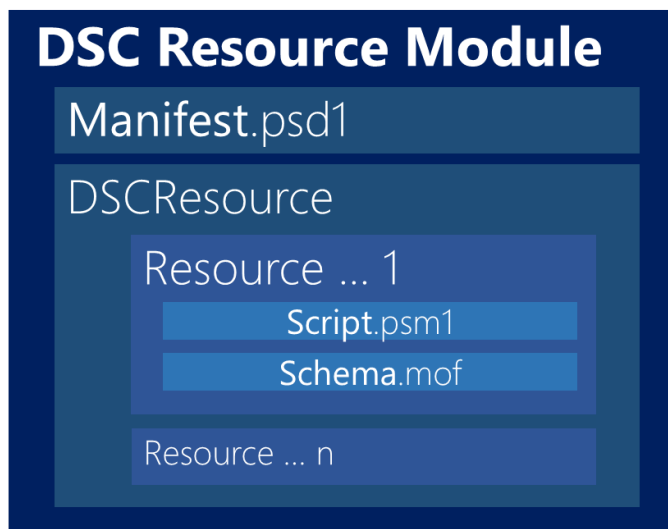 DSC Resource Module
Manifest.psd1
DSCResource
Resource ... 1
Script.psm1
Schema.mof
Resource ... n